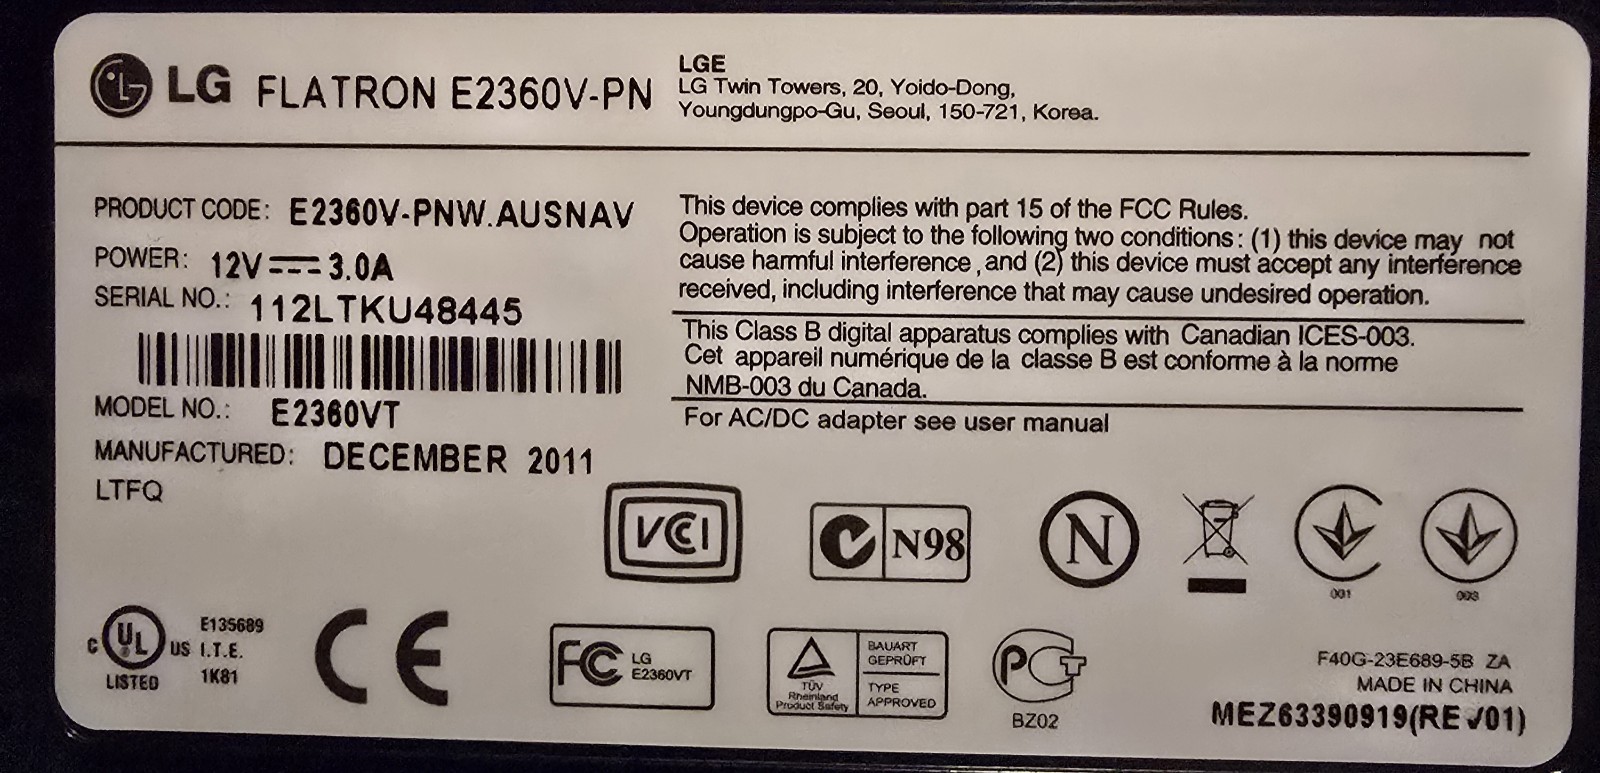 LG FLATRON E2360V-PN
LGE
LG Twin Towers, 20, Yoido-Dong,
Youngdungpo-Gu, Seoul, 150-721, Korea.
PRODUCT CODE: E2360V-PNW.AUSNAV
POWER: 12V 3.0A
SERIAL NO.: 112LTKU48445
MODEL NO.: E2360VT
MANUFACTURED: DECEMBER 2011
LTFQ
This device complies with part 15 of the FCC Rules.
Operation is subject to the following two conditions: (1) this device may not
cause harmful interference, and (2) this device must accept any interference
received, including interference that may cause undesired operation.
This Class B digital apparatus complies with Canadian ICES-003.
Cet appareil numérique de la classe B est conforme à la norme
NMB-003 du Canada.
For AC/DC adapter see user manual
VCCI
N98
N
001
003
C UL US
LISTED
E135689
I.T.E.
1K81
CE
FC
LG
E2360VT
TÜV
Rheinland
Product Safety
BAUART
GEPRÜFT
TYPE
APPROVED
PCT
BZ02
F40G-23E689-5B ZA
MADE IN CHINA
MEZ63390919(REV01)